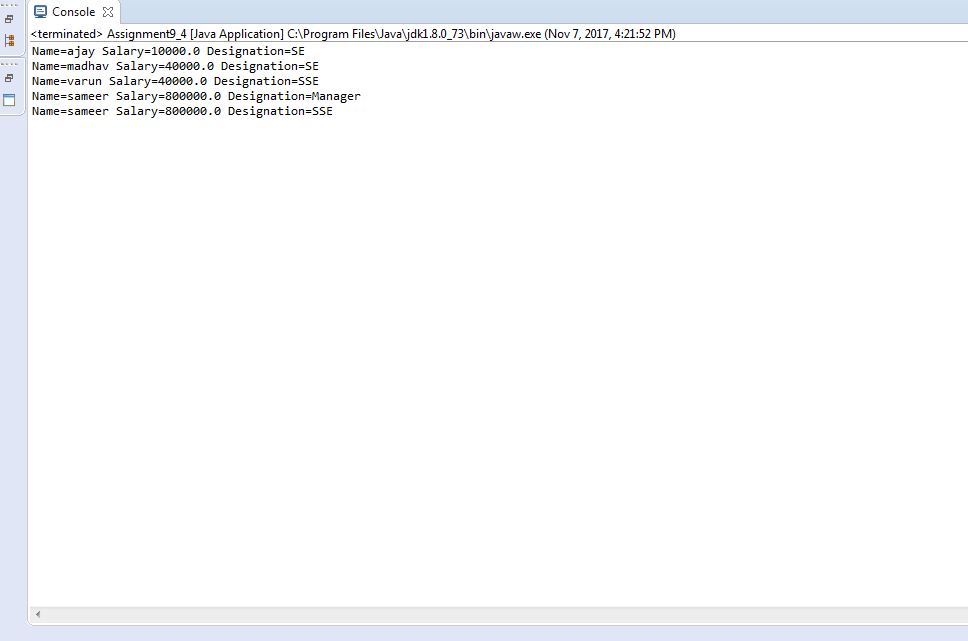 Console
<terminated> Assignment9_4 [Java Application] C:\Program Files\Java\jdk1.8.0_73\bin\javaw.exe (Nov 7, 2017, 4:21:52 PM)
Name=ajay Salary=10000.0 Designation=SE
Name=madhav Salary=40000.0 Designation=SE
Name=varun Salary=40000.0 Designation=SSE
Name=sameer Salary=800000.0 Designation=Manager
Name=sameer Salary=800000.0 Designation=SSE